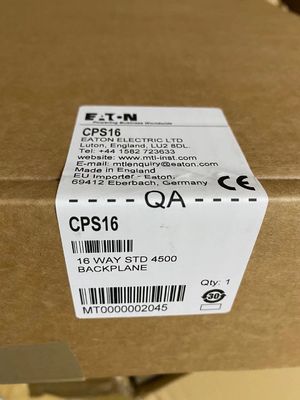 EATON
Powering Business Worldwide
CPS16
EATON ELECTRIC LTD
Luton, England, LU2 8DL.
Tel: +44 1582 723633
website: www.mtl-inst.com
E-mail: mtlenquiry@eaton.com
Made in England
EU Importer - Eaton,
69412 Eberbach, Germany
CE
QA
CPS16
16 WAY STD 4500
BACKPLANE
Qty: 1
30
MT0000002045